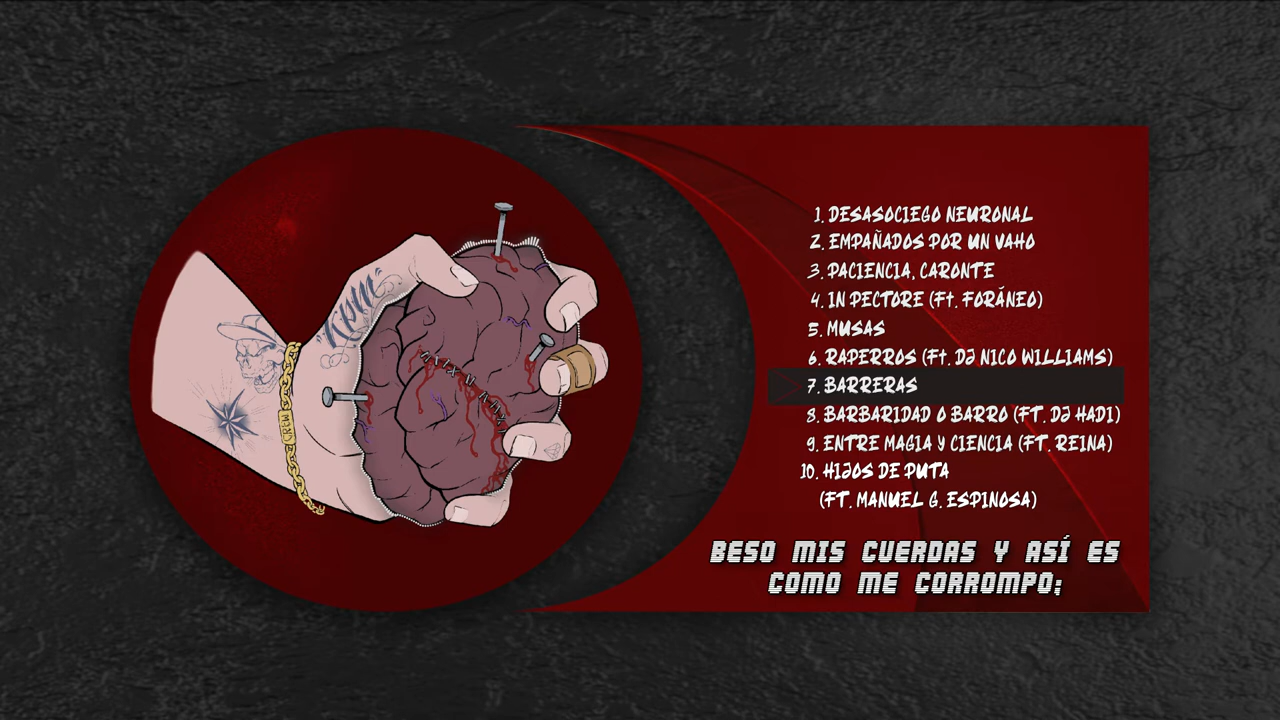 "Kpm"
CREW
1. DESASOCIEGO NEURONAL
2. EMPAÑADOS POR UN VAHO
3. PACIENCIA, CARONTE
4. IN PECTORE (Ft. FORÁNEO)
5. MUSAS
6. RAPERROS (Ft. DJ NICO WILLIAMS)
7. BARRERAS
8. BARBARIDAD O BARRO (FT. DJ HADI)
9. ENTRE MAGIA Y CIENCIA (FT. REINA)
10. HIJOS DE PUTA
(FT. MANUEL G. ESPINOSA)
BESO MIS CUERDAS Y ASÍ ES
COMO ME CORROMPO;